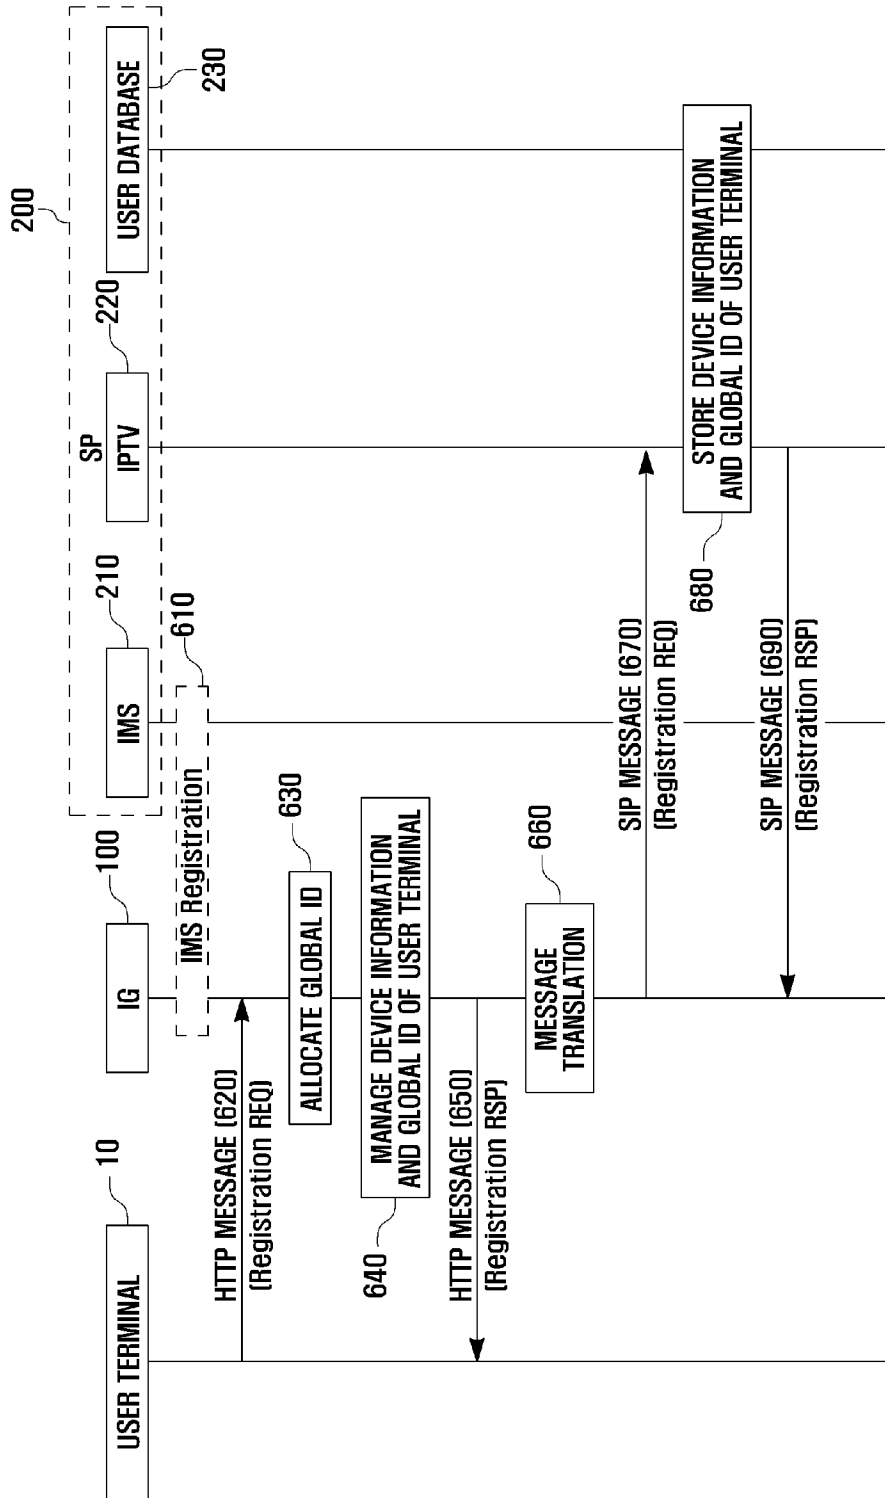 200
SP
USER TERMINAL
10
IG
100
IMS
210
IPTV
220
USER DATABASE
230
IMS Registration
610
HTTP MESSAGE (620)
(Registration REQ)
ALLOCATE GLOBAL ID
630
MANAGE DEVICE INFORMATION
AND GLOBAL ID OF USER TERMINAL
640
HTTP MESSAGE (650)
(Registration RSP)
MESSAGE
TRANSLATION
660
SIP MESSAGE (670)
(Registration REQ)
STORE DEVICE INFORMATION
AND GLOBAL ID OF USER TERMINAL
680
SIP MESSAGE (690)
(Registration RSP)